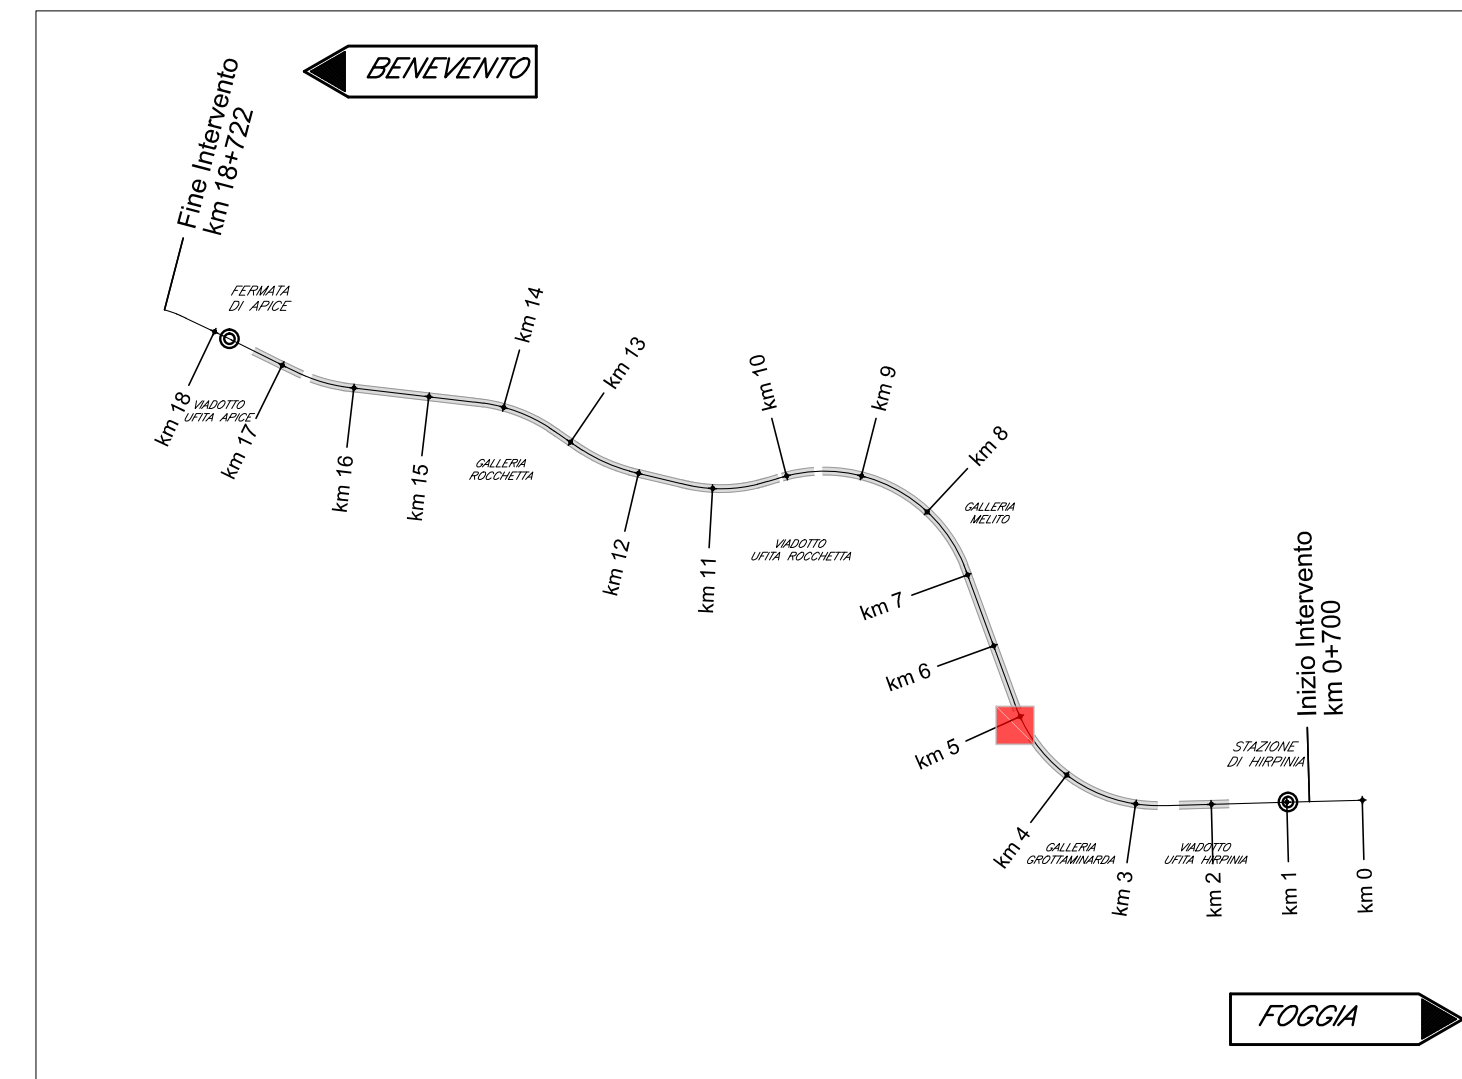 BENEVENTO
Fine Intervento
km 18+722
FERMATA
DI APICE
km 14
km 13
km 10
km 9
km 8
km 18
VIADOTTO
UFITA APICE
km 17
km 16
km 15
GALLERIA
ROCCHETTA
GALLERIA
MELITO
VIADOTTO
UFITA ROCCHETTA
km 12
km 11
km 7
km 6
km 5
Inizio Intervento
km 0+700
STAZIONE
DI HIRPINIA
km 4
GALLERIA
GROTTAMINARDA
VIADOTTO
UFITA HIRPINIA
km 3
km 2
km 1
km 0
FOGGIA